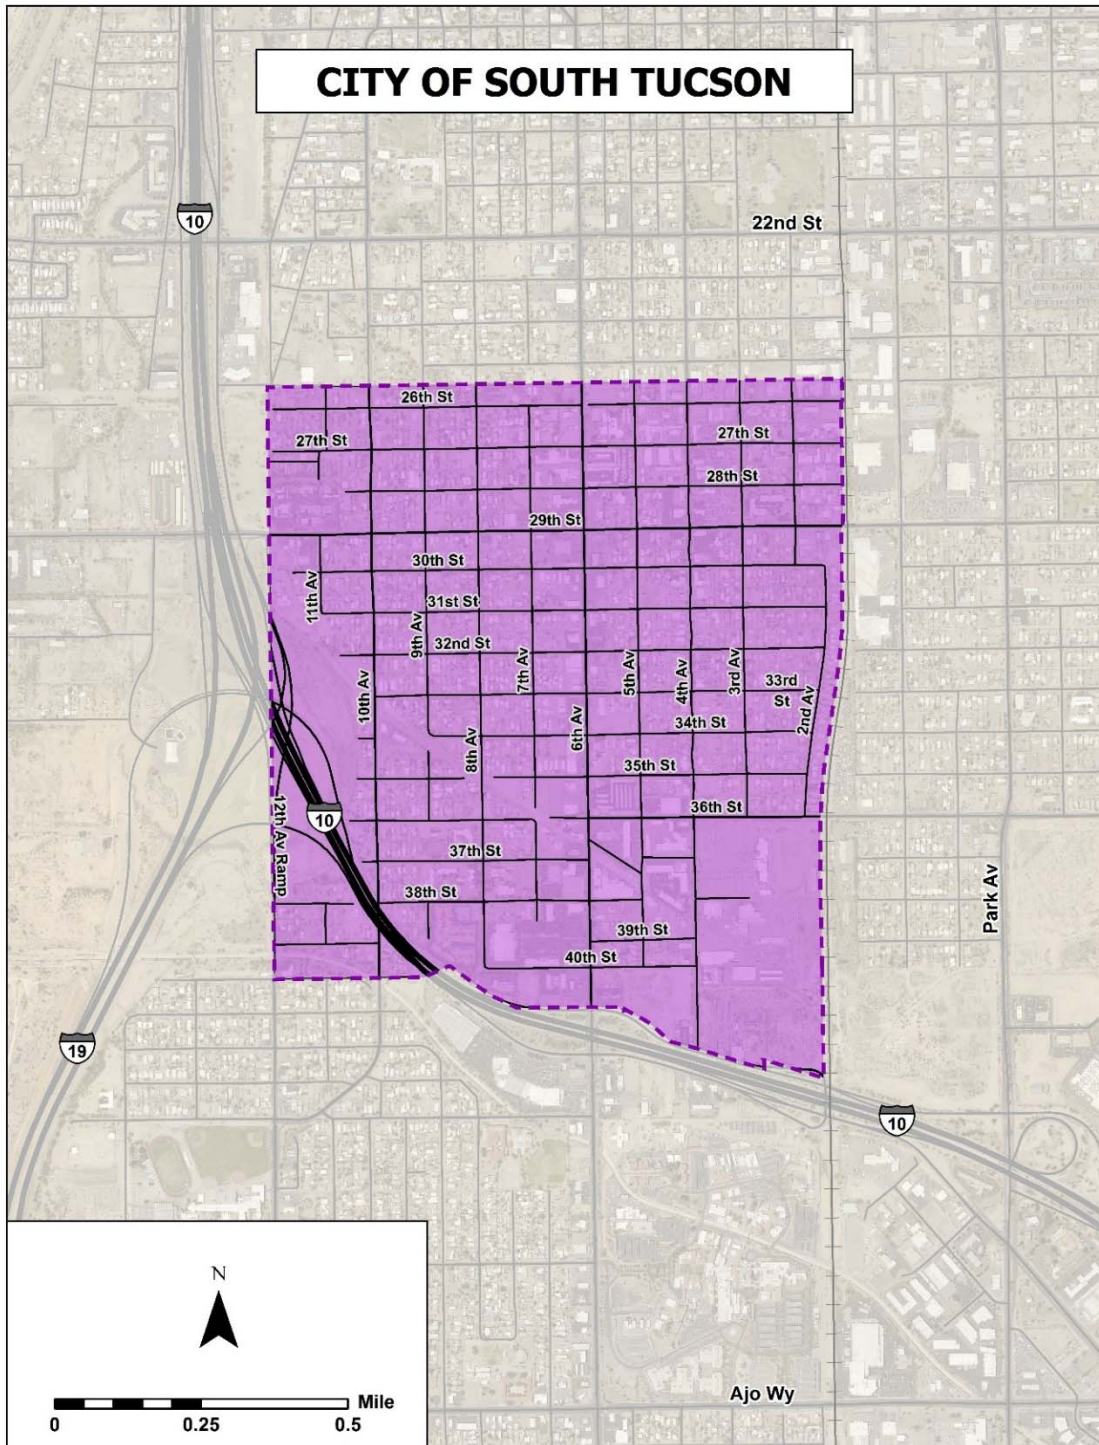 CITY OF SOUTH TUCSON
10
22nd St
26th St
27th St
27th St
28th St
29th St
30th St
11th Av
31st St
9th Av
32nd St
7th Av
5th Av
4th Av
3rd Av
33rd
St
10th Av
2nd Av
6th Av
34th St
8th Av
35th St
12th Av Ramp
10
36th St
37th St
38th St
Park Av
39th St
40th St
19
10
N
Ajo Wy
Mile
0 0.25 0.5